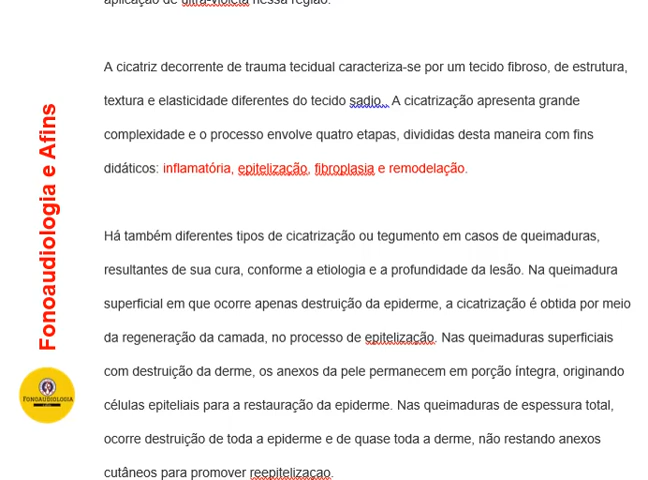 aplicação de ultra-violeta nessa região.
A cicatriz decorrente de trauma tecidual caracteriza-se por um tecido fibroso, de estrutura,
textura e elasticidade diferentes do tecido sadio.. A cicatrização apresenta grande
complexidade e o processo envolve quatro etapas, divididas desta maneira com fins
didáticos: inflamatória, epitelização, fibroplasia e remodelação.
Há também diferentes tipos de cicatrização ou tegumento em casos de queimaduras,
resultantes de sua cura, conforme a etiologia e a profundidade da lesão. Na queimadura
superficial em que ocorre apenas destruição da epiderme, a cicatrização é obtida por meio
da regeneração da camada, no processo de epitelização. Nas queimaduras superficiais
com destruição da derme, os anexos da pele permanecem em porção íntegra, originando
células epiteliais para a restauração da epiderme. Nas queimaduras de espessura total,
ocorre destruição de toda a epiderme e de quase toda a derme, não restando anexos
cutâneos para promover reepitelizaçao.
Fonoaudiologia e Afins
FONOAUDIOLOGIA